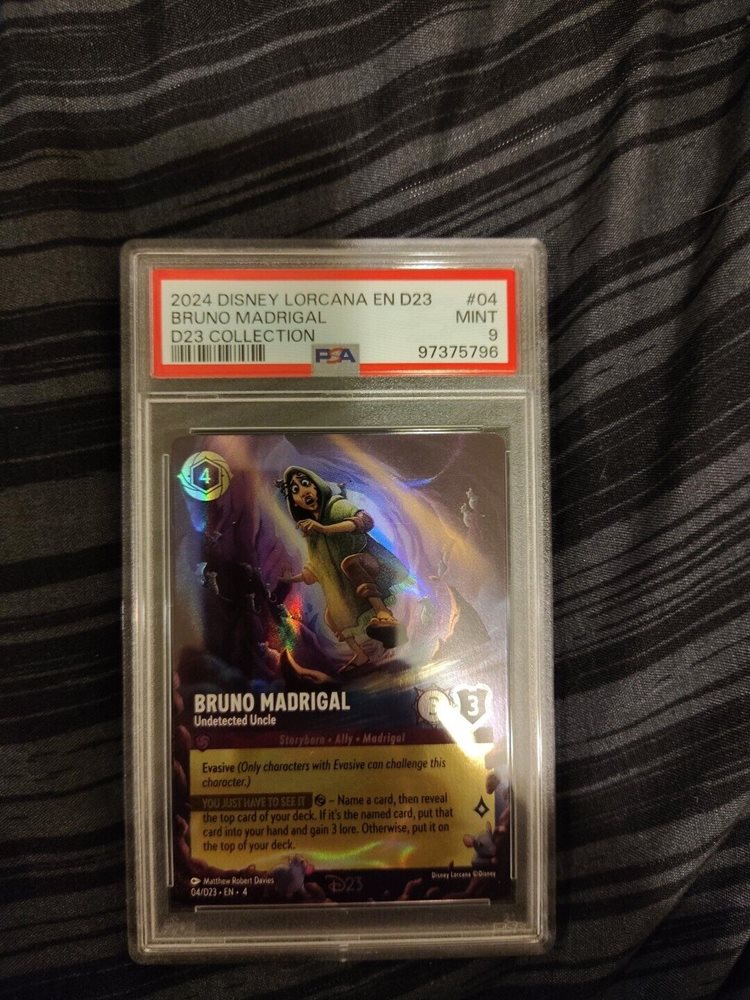 2024 DISNEY LORCANA EN D23 #04
BRUNO MADRIGAL MINT
D23 COLLECTION 9
PSA 97375796
4
BRUNO MADRIGAL 3 3
Undetected Uncle
Storyborn • Ally • Madrigal
Evasive (Only characters with Evasive can challenge this
character.)
YOU JUST HAVE TO SEE IT – Name a card, then reveal
the top card of your deck. If it's the named card, put that
card into your hand and gain 3 lore. Otherwise, put it on
the top of your deck.
Matthew Robert Davies Disney Lorcana ©Disney
04/D23 • EN • 4 D23